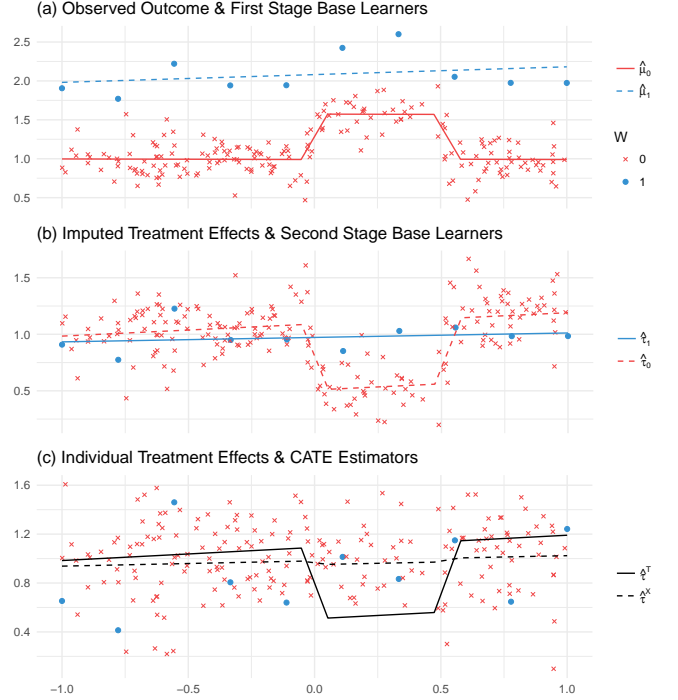 (a) Observed Outcome & First Stage Base Learners
2.5
2.0
1.5
1.0
0.5
μ̂₀
μ̂₁
W
0
1
(b) Imputed Treatment Effects & Second Stage Base Learners
1.5
1.0
0.5
τ̂₁
τ̂₀
(c) Individual Treatment Effects & CATE Estimators
1.6
1.2
0.8
0.4
τ̂ᵀ
τ̂ˣ
−1.0 −0.5 0.0 0.5 1.0